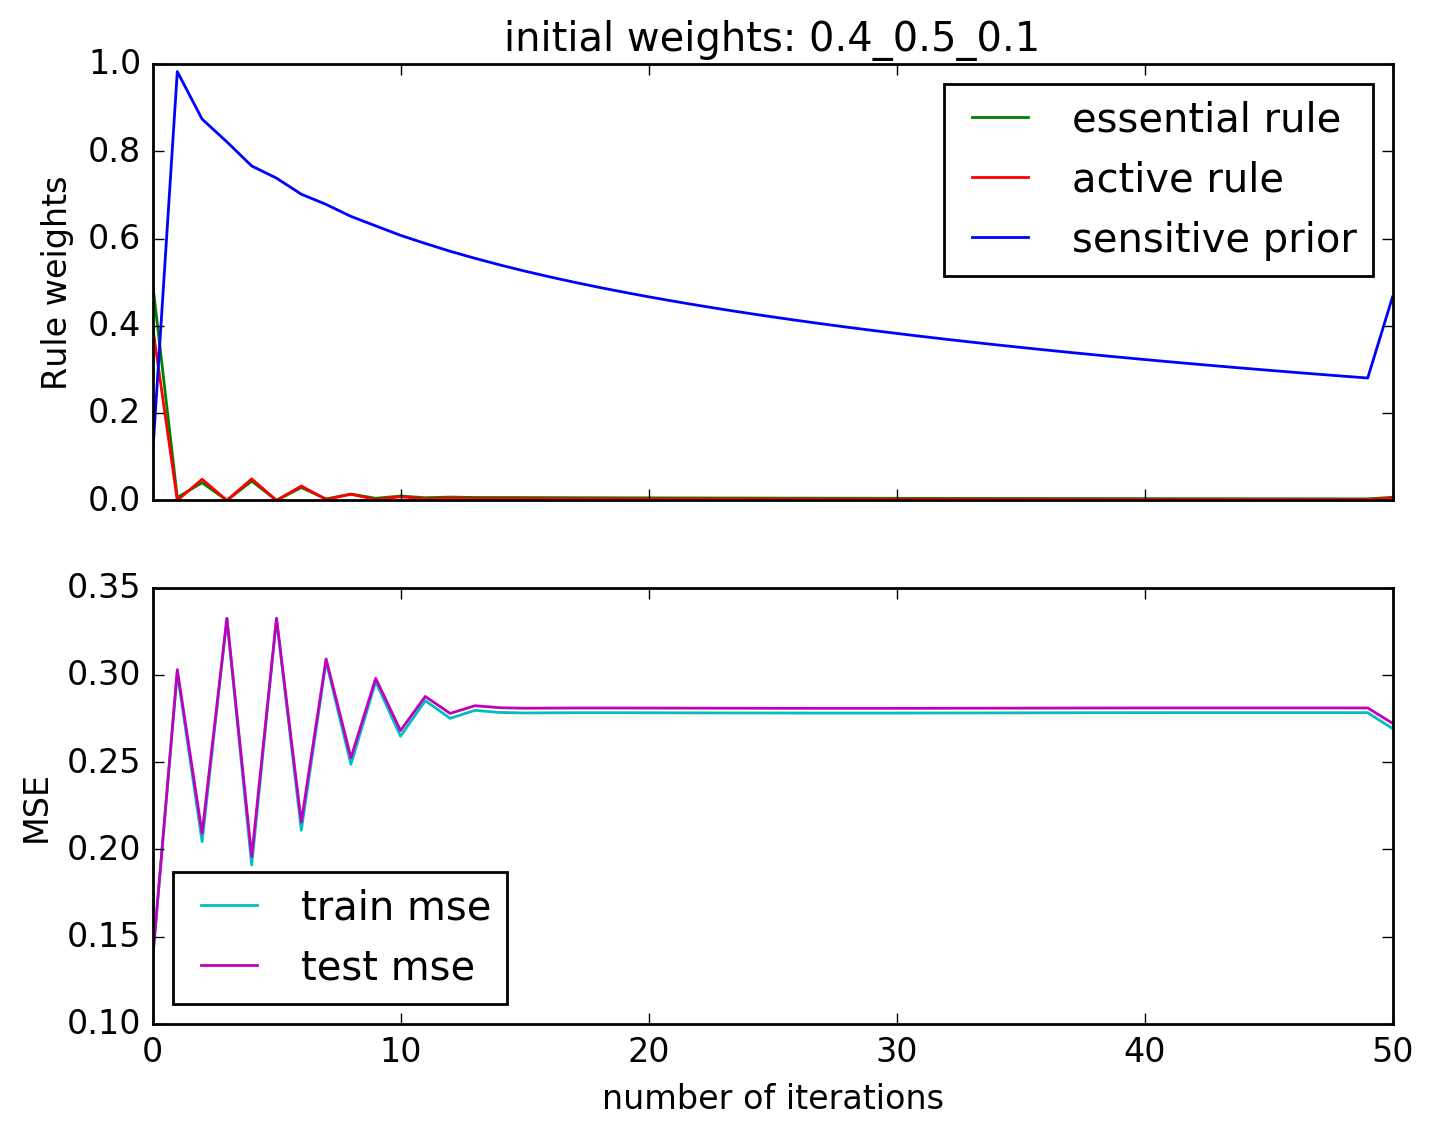 initial weights: 0.4_0.5_0.1
1.0
0.8
0.6
0.4
0.2
0.0
Rule weights
essential rule
active rule
sensitive prior
0.35
0.30
0.25
0.20
0.15
0.10
MSE
train mse
test mse
0 10 20 30 40 50
number of iterations